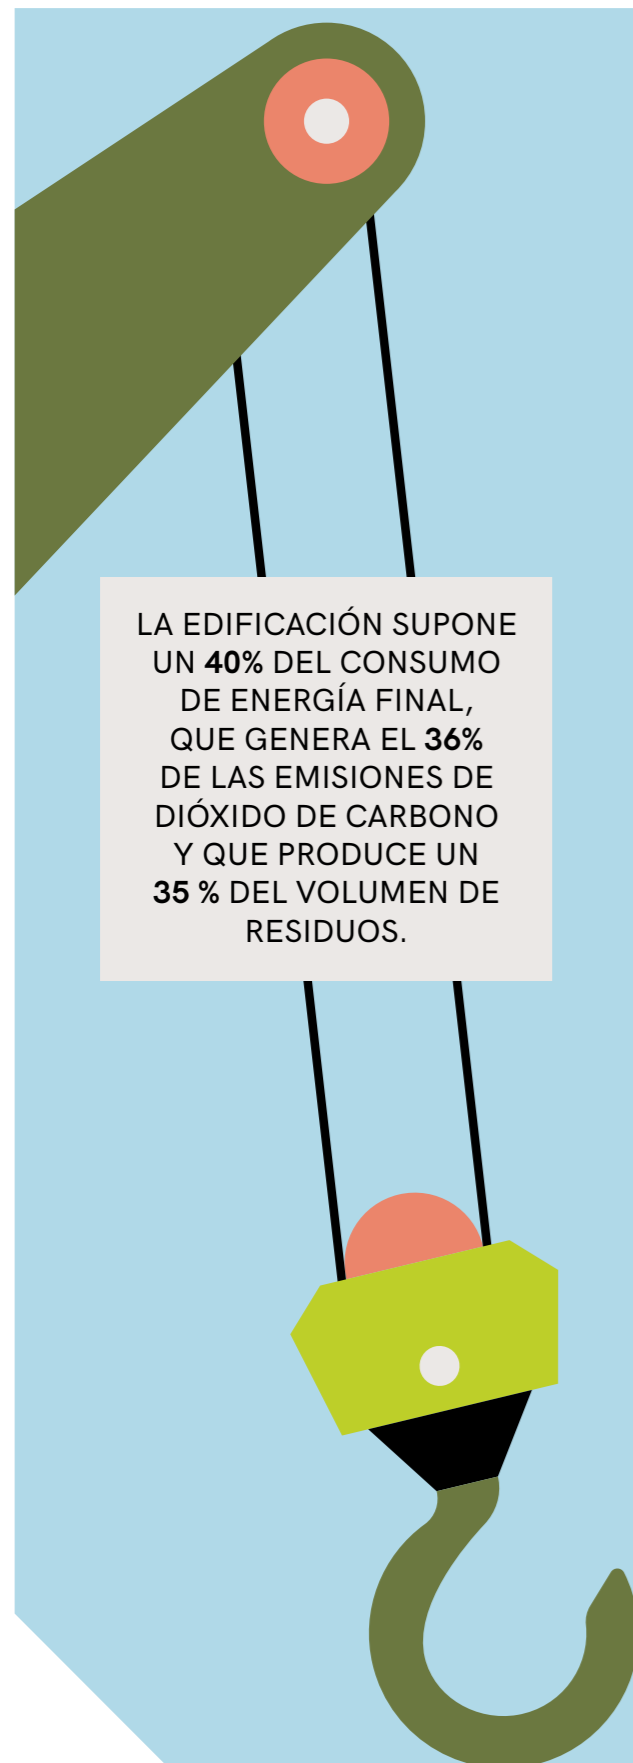 LA EDIFICACIÓN SUPONE
UN 40% DEL CONSUMO
DE ENERGÍA FINAL,
QUE GENERA EL 36%
DE LAS EMISIONES DE
DIÓXIDO DE CARBONO
Y QUE PRODUCE UN
35 % DEL VOLUMEN DE
RESIDUOS.